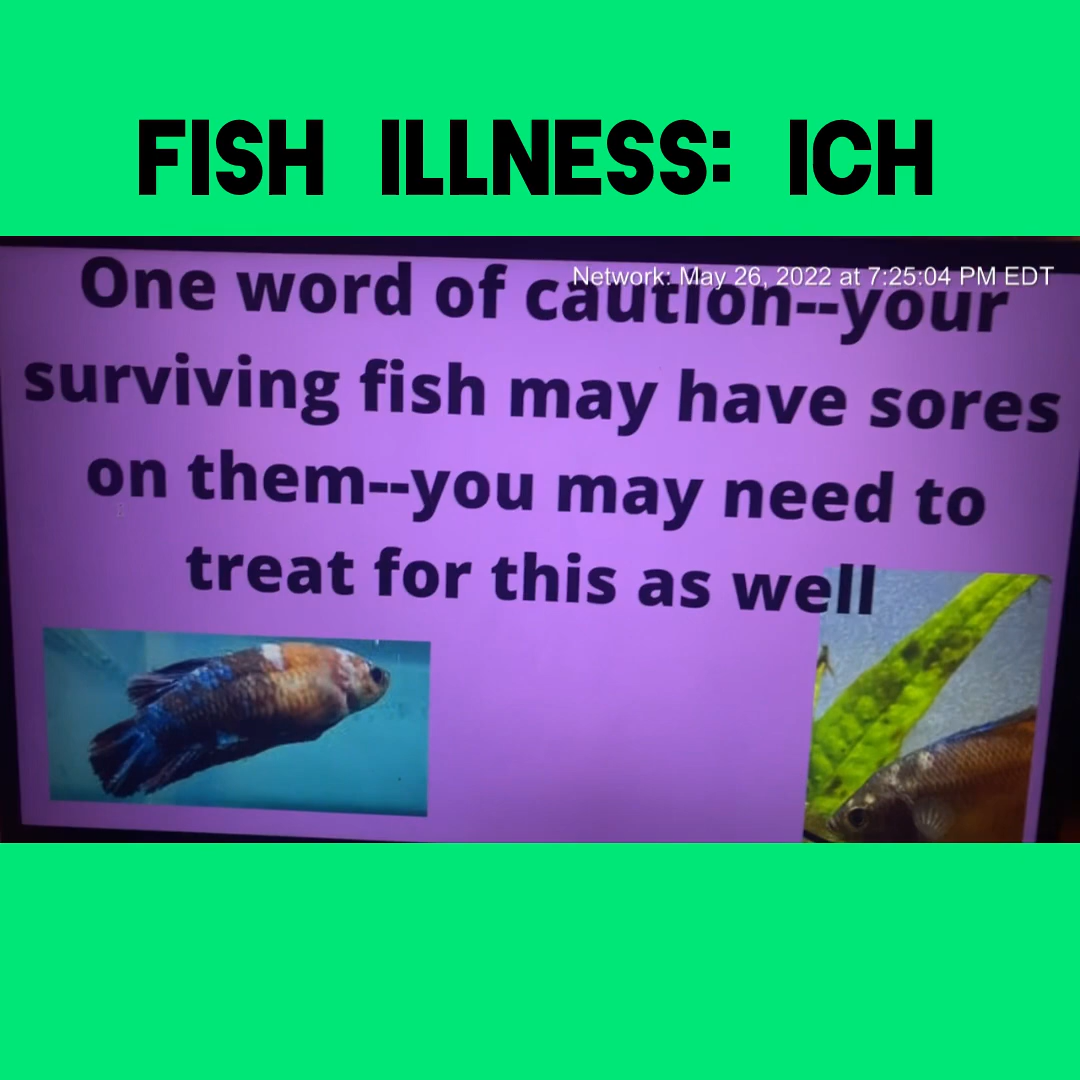 FISH ILLNESS: ICH
Network: May 26, 2022 at 7:25:04 PM EDT
One word of caution--your
surviving fish may have sores
on them--you may need to
treat for this as well